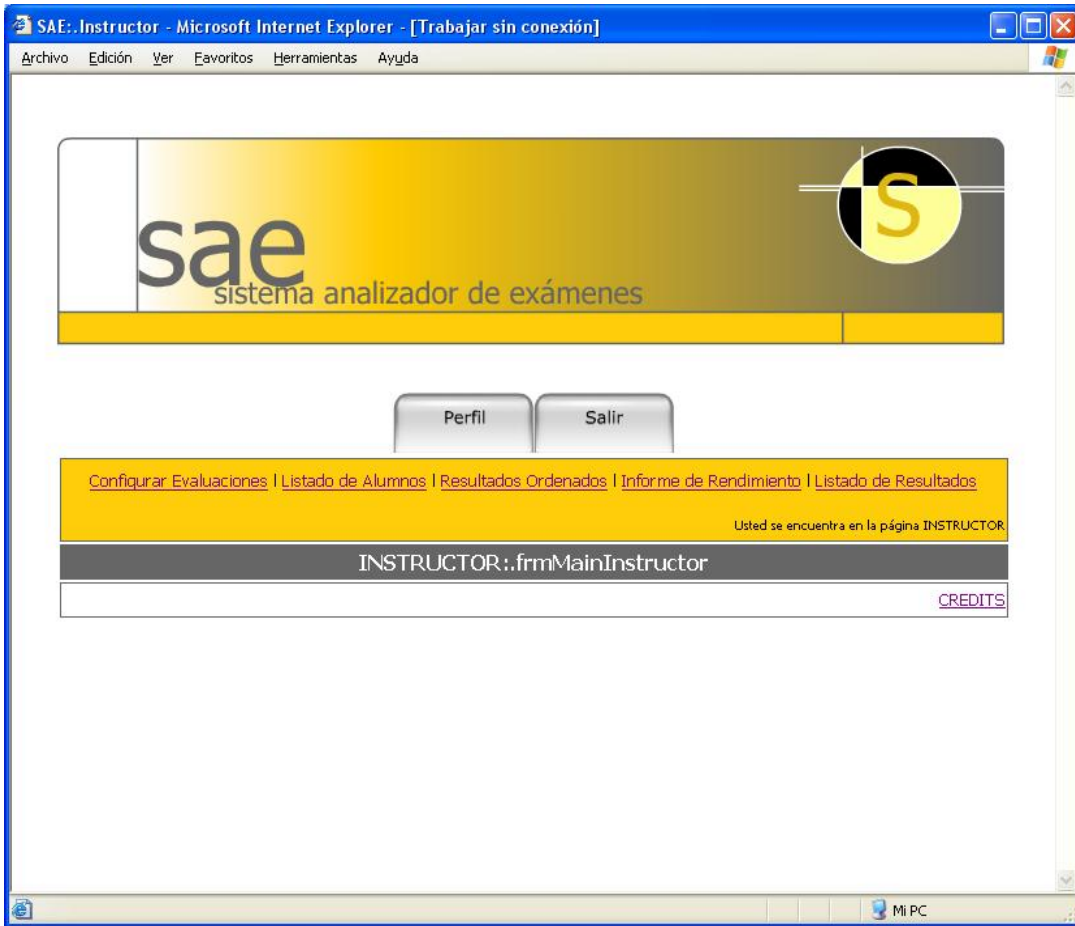 SAE:.Instructor - Microsoft Internet Explorer - [Trabajar sin conexión]
Archivo Edición Ver Favoritos Herramientas Ayuda
S
sae
sistema analizador de exámenes
Perfil Salir
Configurar Evaluaciones | Listado de Alumnos | Resultados Ordenados | Informe de Rendimiento | Listado de Resultados
Usted se encuentra en la página INSTRUCTOR
INSTRUCTOR:.frmMainInstructor
CREDITS
Mi PC